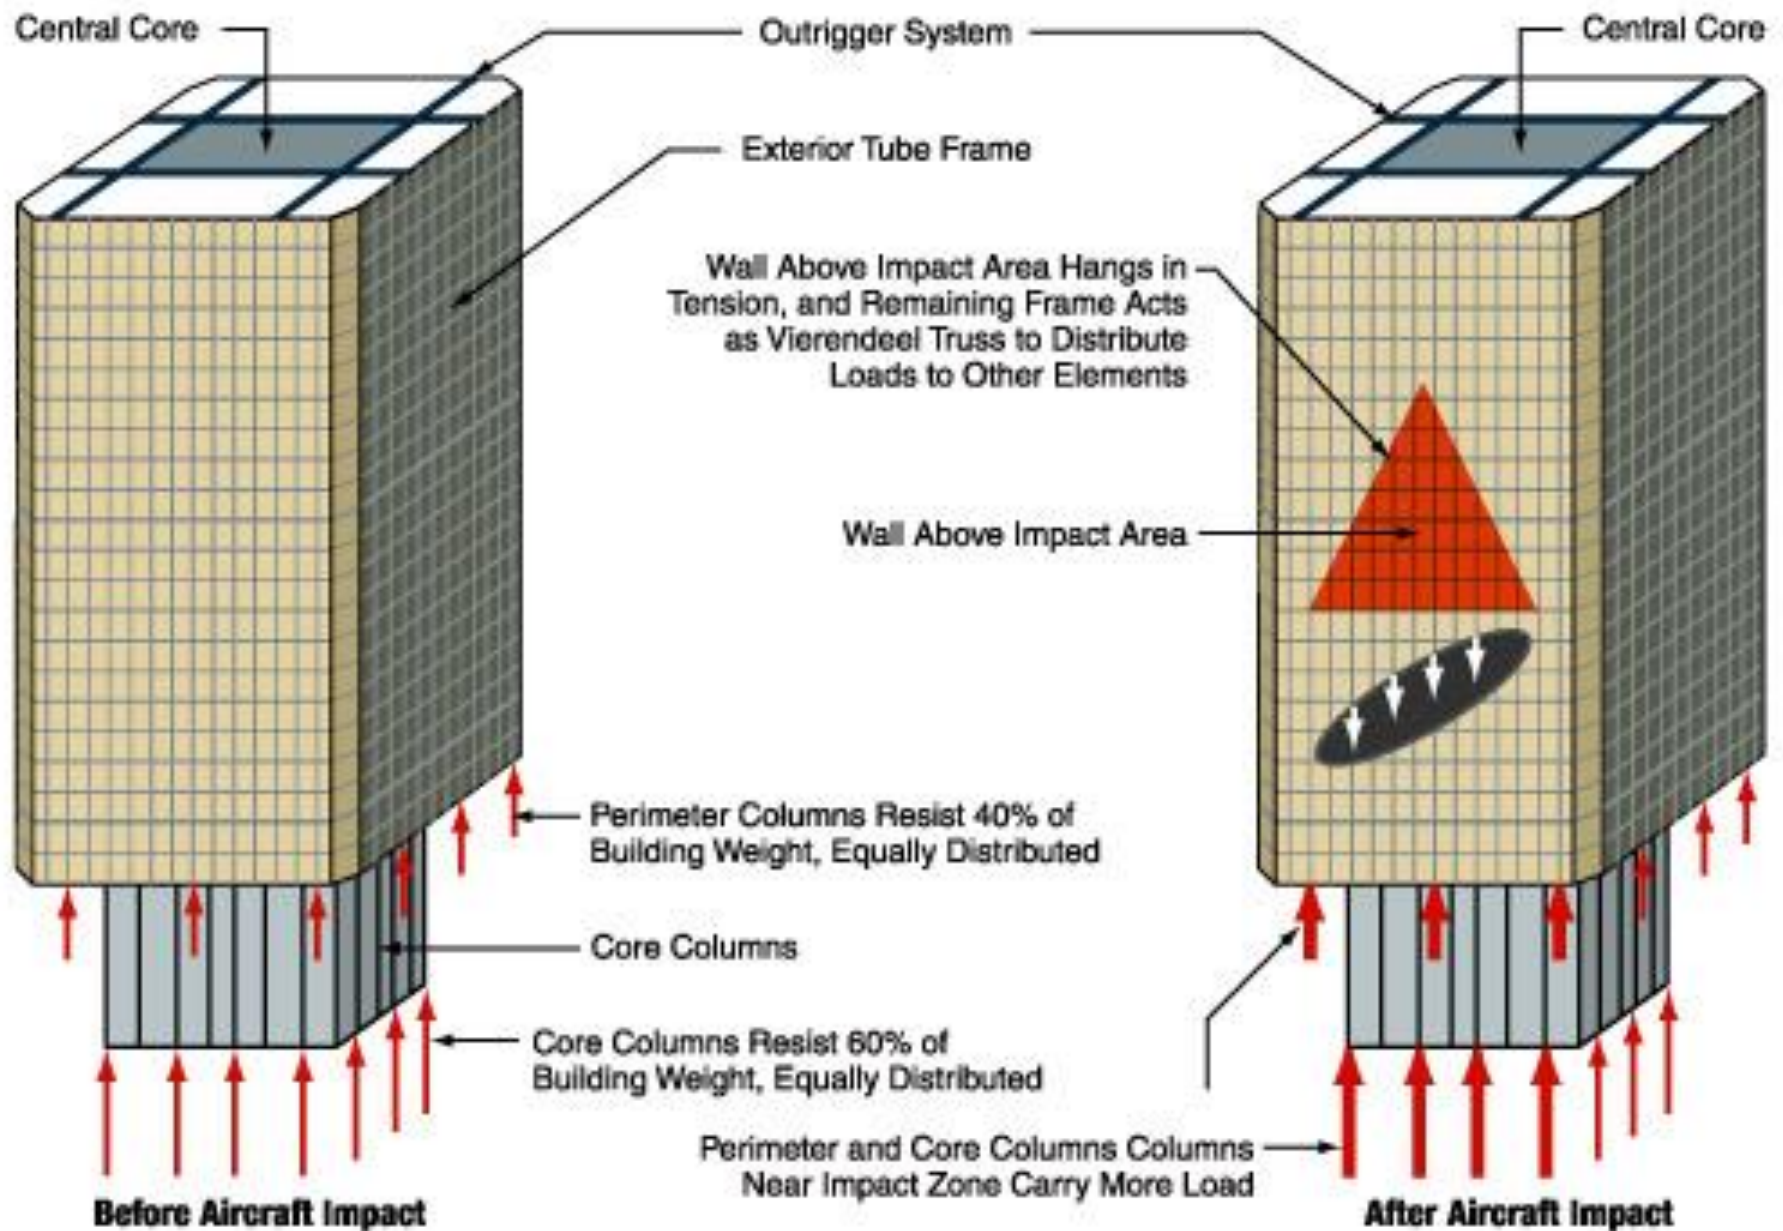 Central Core
Outrigger System
Central Core
Exterior Tube Frame
Wall Above Impact Area Hangs in
Tension, and Remaining Frame Acts
as Vierendeel Truss to Distribute
Loads to Other Elements
Wall Above Impact Area
Perimeter Columns Resist 40% of
Building Weight, Equally Distributed
Core Columns
Core Columns Resist 60% of
Building Weight, Equally Distributed
Perimeter and Core Columns Columns
Near Impact Zone Carry More Load
Before Aircraft Impact
After Aircraft Impact